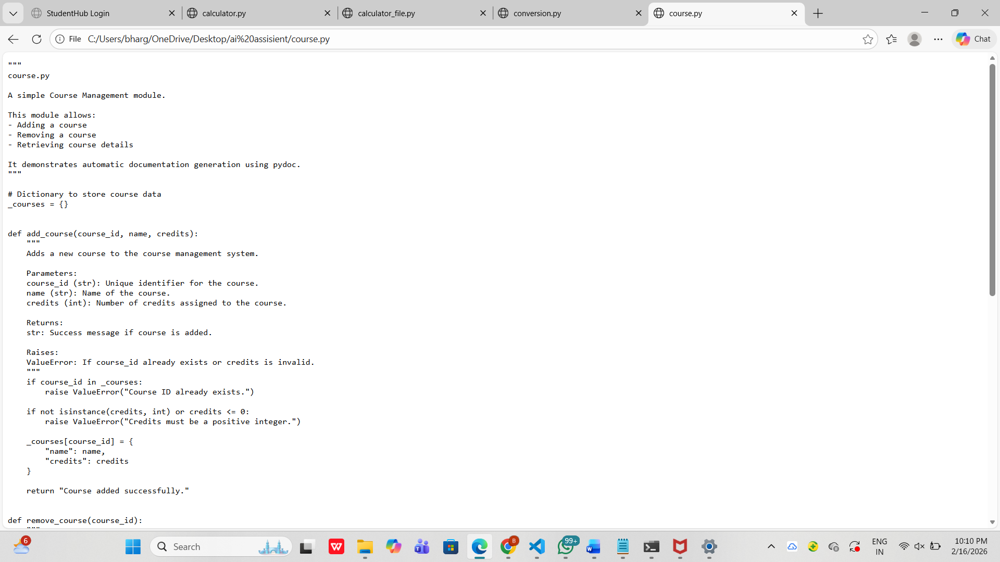 StudentHub Login
calculator.py
calculator_file.py
conversion.py
course.py
File C:/Users/bharg/OneDrive/Desktop/ai%20assisient/course.py
Chat
"""
course.py
A simple Course Management module.
This module allows:
- Adding a course
- Removing a course
- Retrieving course details
It demonstrates automatic documentation generation using pydoc.
"""
# Dictionary to store course data
_courses = {}
def add_course(course_id, name, credits):
    """
    Adds a new course to the course management system.
    Parameters:
    course_id (str): Unique identifier for the course.
    name (str): Name of the course.
    credits (int): Number of credits assigned to the course.
    Returns:
    str: Success message if course is added.
    Raises:
    ValueError: If course_id already exists or credits is invalid.
    """
    if course_id in _courses:
        raise ValueError("Course ID already exists.")
    if not isinstance(credits, int) or credits <= 0:
        raise ValueError("Credits must be a positive integer.")
    _courses[course_id] = {
        "name": name,
        "credits": credits
    }
    return "Course added successfully."
def remove_course(course_id):
    """
6
Search
B
99+
ENG
IN
10:10 PM
2/16/2026